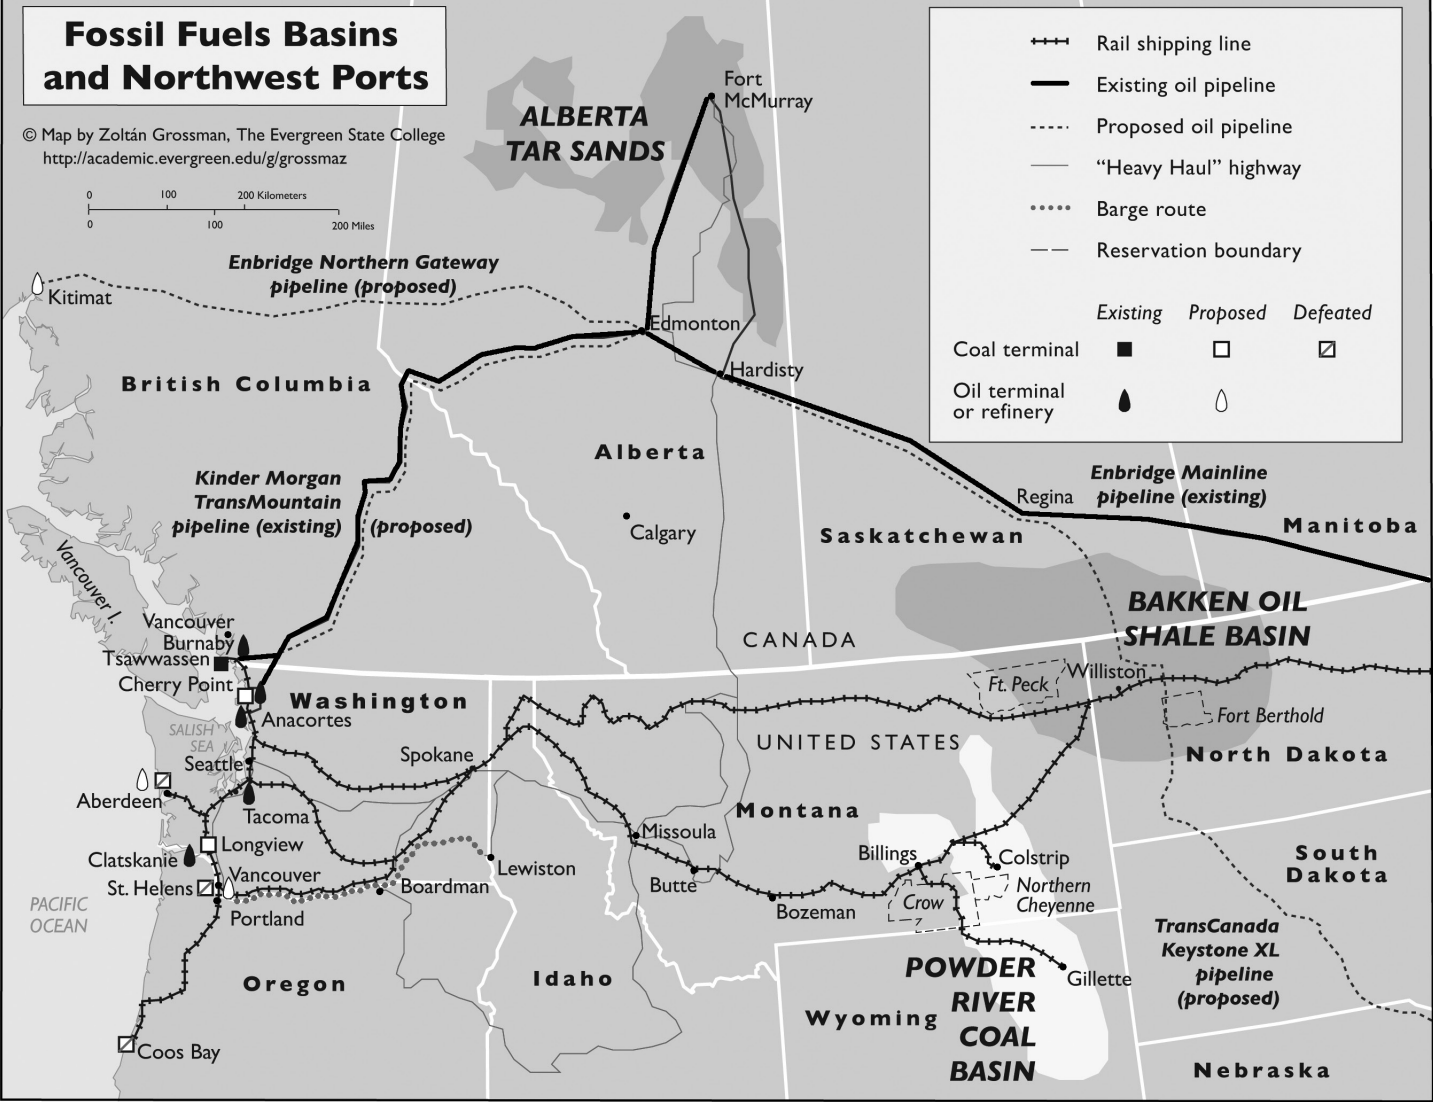 Fossil Fuels Basins
and Northwest Ports
© Map by Zoltán Grossman, The Evergreen State College
http://academic.evergreen.edu/g/grossmaz
0 100 200 Kilometers
0 100 200 Miles
Rail shipping line
Existing oil pipeline
Proposed oil pipeline
“Heavy Haul” highway
Barge route
Reservation boundary
Existing Proposed Defeated
Coal terminal
Oil terminal
or refinery
Fort
McMurray
ALBERTA
TAR SANDS
Enbridge Northern Gateway
pipeline (proposed)
Kitimat
Edmonton
Hardisty
British Columbia
Alberta
Kinder Morgan
TransMountain
pipeline (existing) (proposed)
Calgary
Regina
Enbridge Mainline
pipeline (existing)
Saskatchewan
Manitoba
Vancouver I.
BAKKEN OIL
SHALE BASIN
CANADA
Vancouver
Burnaby
Tsawwassen
Cherry Point
Washington
Anacortes
SALISH
SEA
Ft. Peck
Williston
Fort Berthold
UNITED STATES
North Dakota
Spokane
Seattle
Aberdeen
Tacoma
Montana
Missoula
Longview
Clatskanie
Vancouver
St. Helens
Portland
Boardman
Lewiston
Butte
Bozeman
Billings
Colstrip
Northern
Cheyenne
Crow
South
Dakota
PACIFIC
OCEAN
TransCanada
Keystone XL
pipeline
(proposed)
Oregon
Idaho
POWDER
RIVER
COAL
BASIN
Gillette
Wyoming
Coos Bay
Nebraska